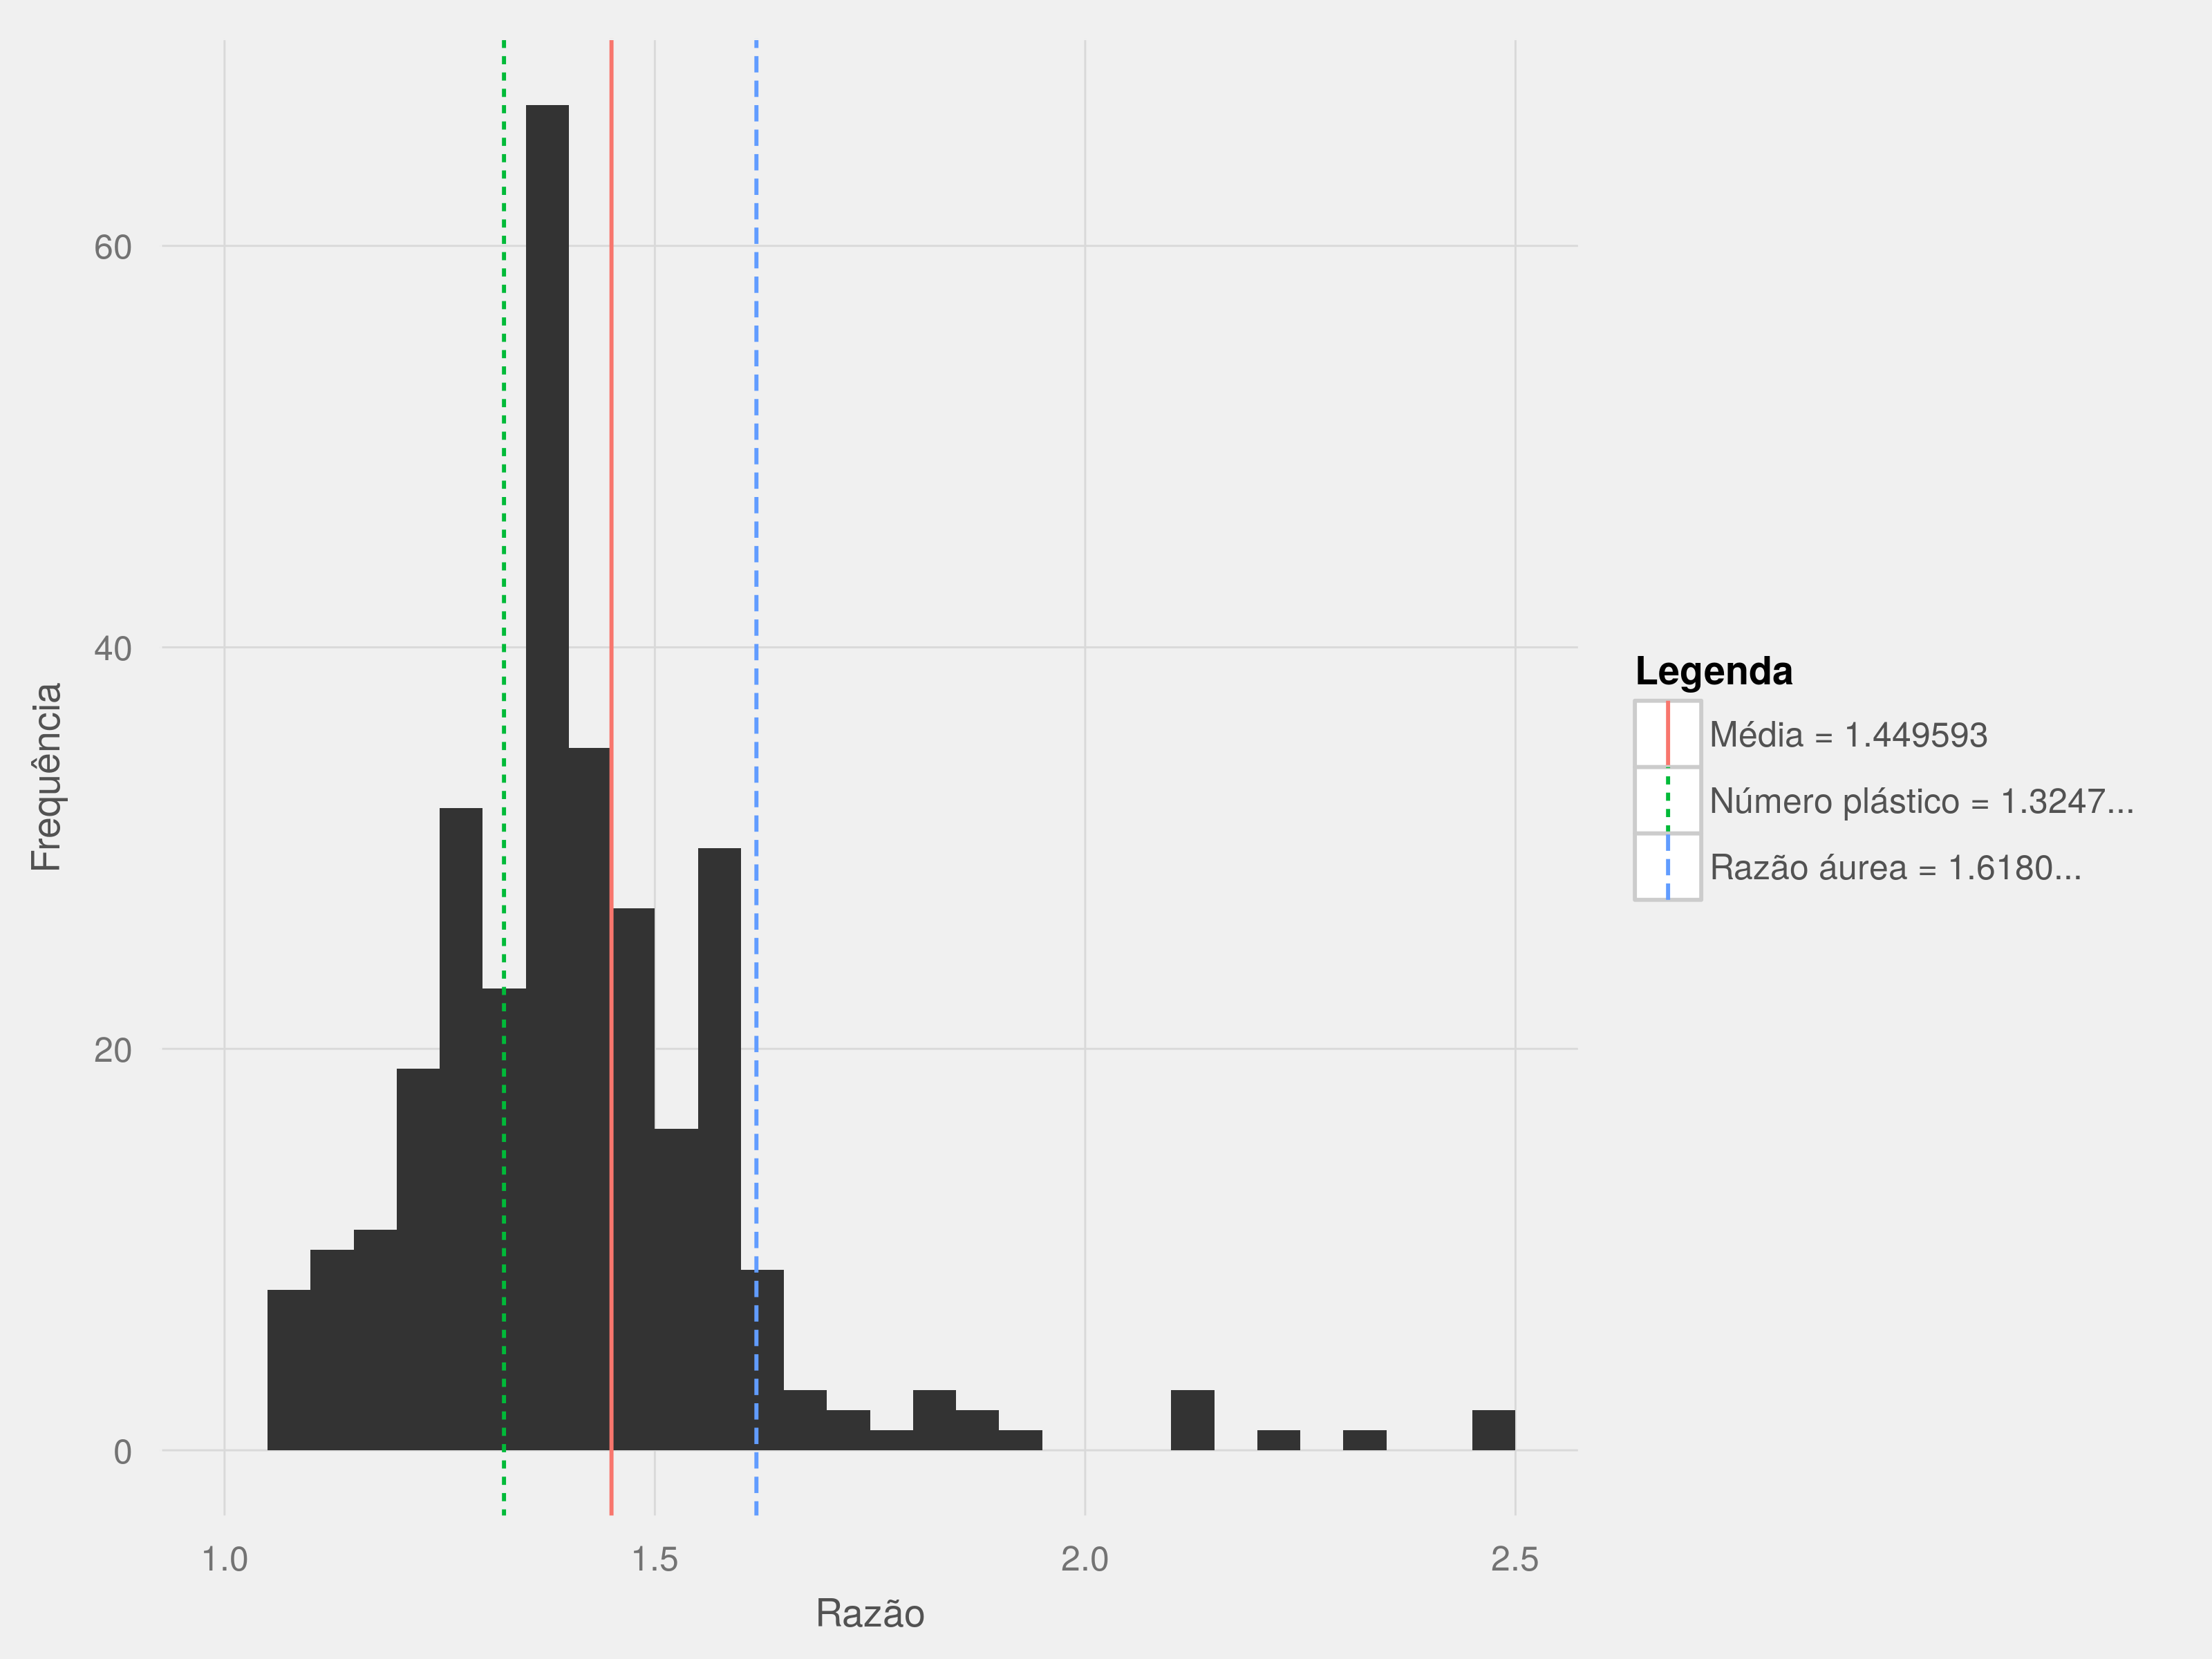 60
40
20
0
Frequência
1.0
1.5
2.0
2.5
Razão
Legenda
Média = 1.449593
Número plástico = 1.3247...
Razão áurea = 1.6180...